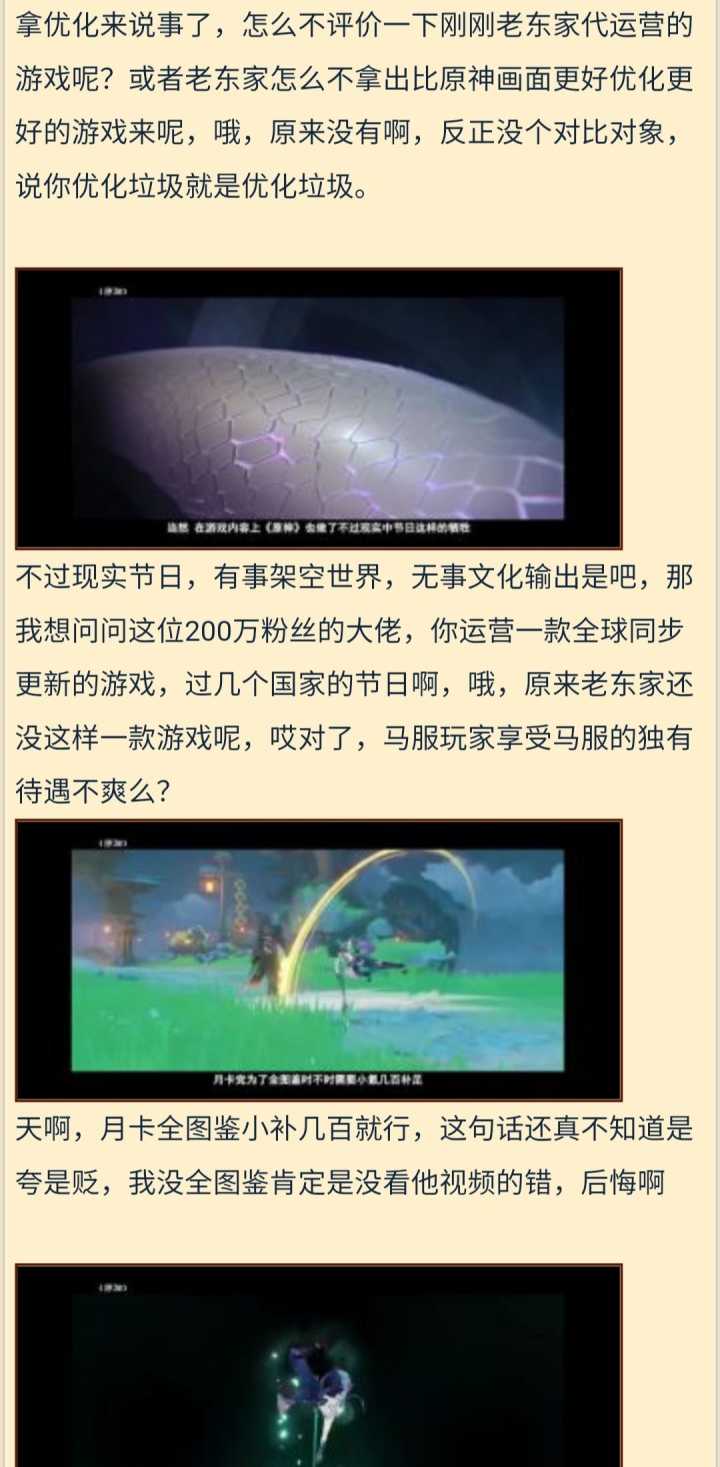 拿优化来说事了，怎么不评价一下刚刚老东家代运营的
游戏呢？或者老东家怎么不拿出比原神画面更好优化更
好的游戏来呢，哦，原来没有啊，反正没个对比对象，
说你优化垃圾就是优化垃圾。
当然 在游戏内容上《原神》也做了不过现实中节日这样的牺牲
不过现实节日，有事架空世界，无事文化输出是吧，那
我想问问这位200万粉丝的大佬，你运营一款全球同步
更新的游戏，过几个国家的节日啊，哦，原来老东家还
没这样一款游戏呢，哎对了，马服玩家享受马服的独有
待遇不爽么？
月卡党为了全图鉴时不时需要小氪几百补足
天啊，月卡全图鉴小补几百就行，这句话还真不知道是
夸是贬，我没全图鉴肯定是没看他视频的错，后悔啊